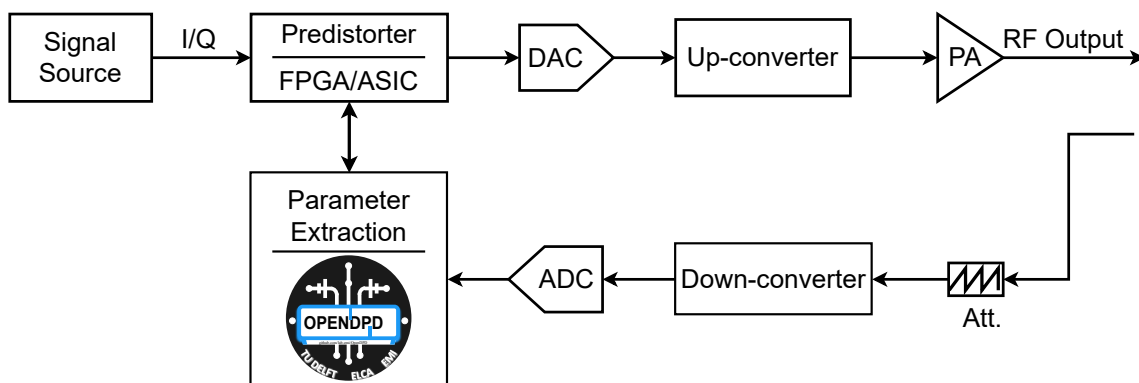 Signal
Source
I/Q
Predistorter
FPGA/ASIC
DAC
Up-converter
PA
RF Output
Parameter
Extraction
ADC
Down-converter
Att.
OPENDPD
TU DELFT
ELCA
EMI